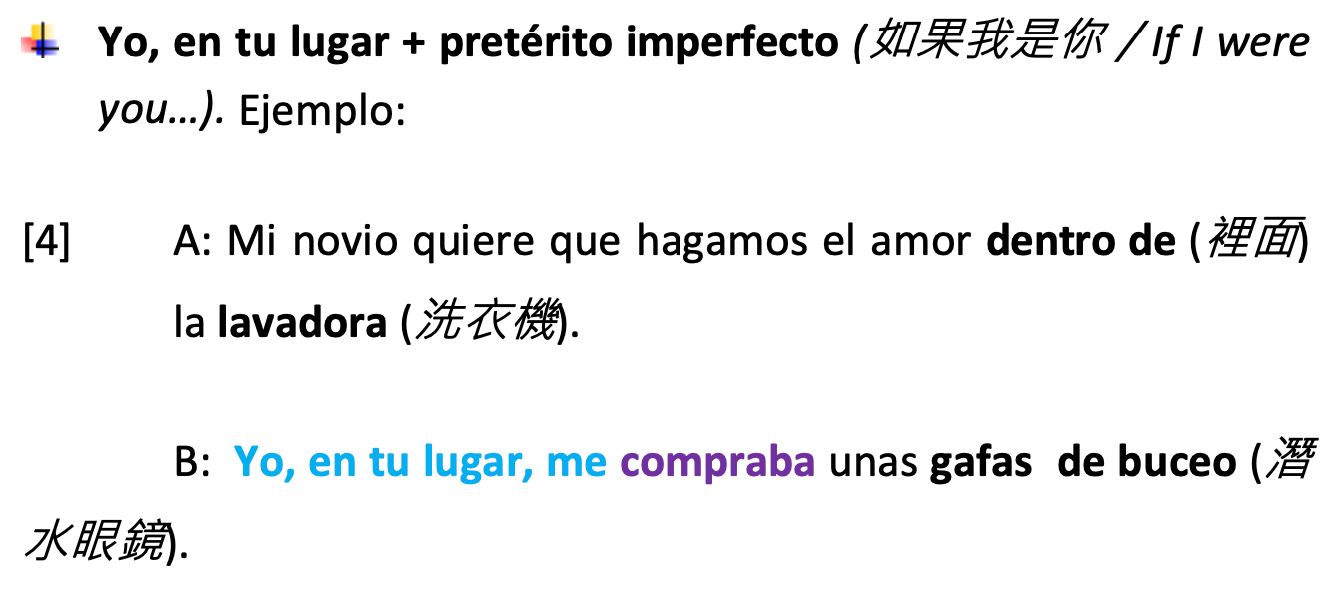 Yo, en tu lugar + pretérito imperfecto (如果我是你 / If I were
you...). Ejemplo:
[4] A: Mi novio quiere que hagamos el amor dentro de (裡面)
la lavadora (洗衣機).
B: Yo, en tu lugar, me compraba unas gafas de buceo (潛
水眼鏡).